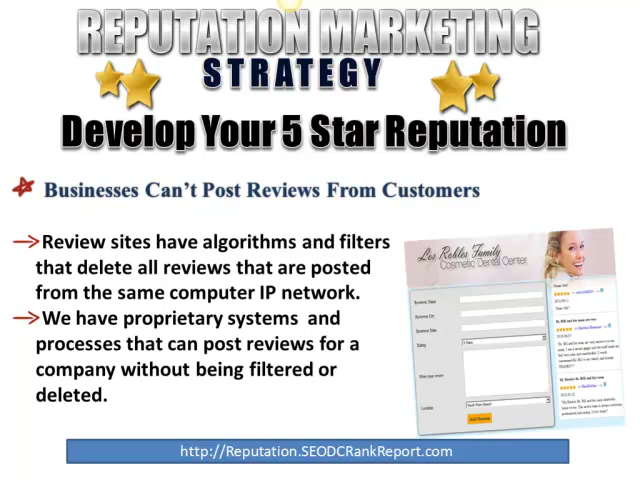 REPUTATION MARKETING
STRATEGY
Develop Your 5 Star Reputation
Businesses Can't Post Reviews From Customers
Review sites have algorithms and filters
that delete all reviews that are posted
from the same computer IP network.
We have proprietary systems and
processes that can post reviews for a
company without being filtered or
deleted.
Los Robles Family
Cosmetic Dental Center
http://Reputation.SEODCRankReport.com